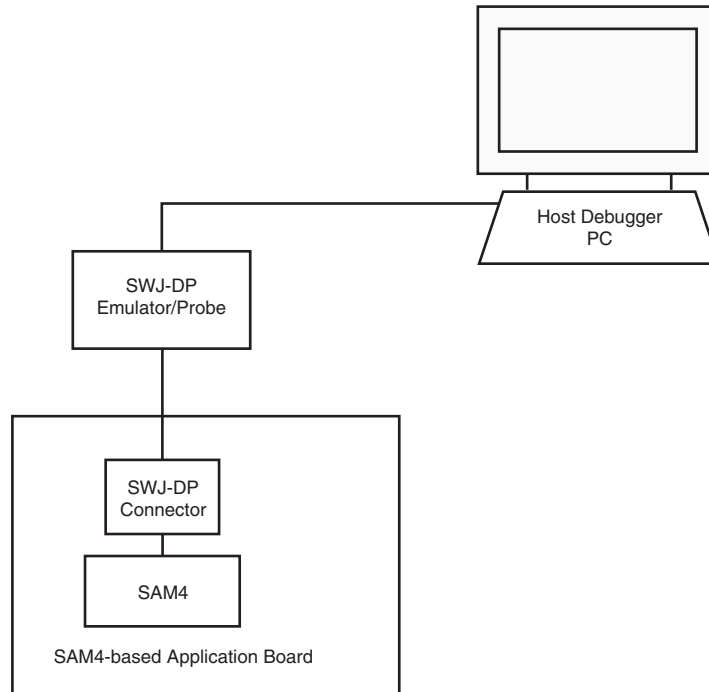 Host Debugger
PC
SWJ-DP
Emulator/Probe
SWJ-DP
Connector
SAM4
SAM4-based Application Board